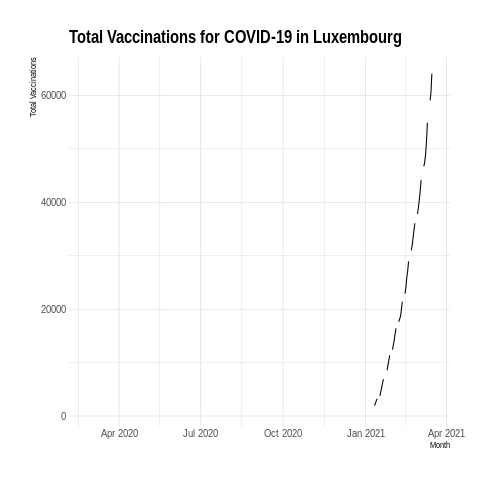 Total Vaccinations for COVID-19 in Luxembourg
Total Vaccinations
60000
40000
20000
0
Apr 2020 Jul 2020 Oct 2020 Jan 2021 Apr 2021
Month